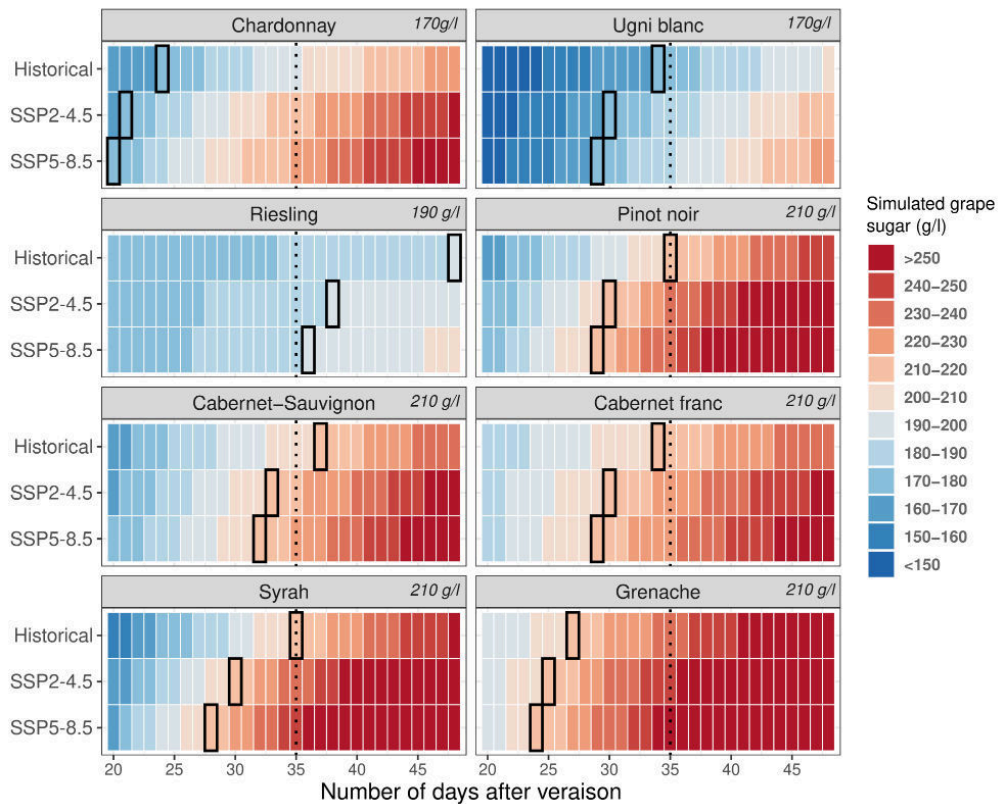 Chardonnay 170g/l
Ugni blanc 170g/l
Historical
SSP2-4.5
SSP5-8.5
Riesling 190 g/l
Pinot noir 210 g/l
Historical
SSP2-4.5
SSP5-8.5
Cabernet–Sauvignon 210 g/l
Cabernet franc 210 g/l
Historical
SSP2-4.5
SSP5-8.5
Syrah 210 g/l
Grenache 210 g/l
Historical
SSP2-4.5
SSP5-8.5
20 25 30 35 40 45
20 25 30 35 40 45
Number of days after veraison
Simulated grape
sugar (g/l)
>250
240–250
230–240
220–230
210–220
200–210
190–200
180–190
170–180
160–170
150–160
<150